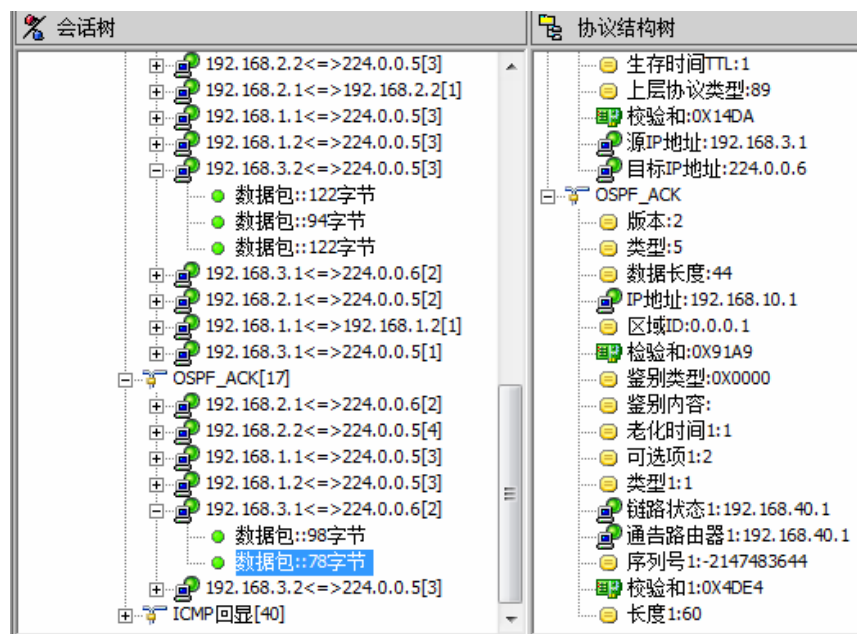 会话树
192.168.2.2<=>224.0.0.5[3]
192.168.2.1<=>192.168.2.2[1]
192.168.1.1<=>224.0.0.5[3]
192.168.1.2<=>224.0.0.5[3]
192.168.3.2<=>224.0.0.5[3]
数据包::122字节
数据包::94字节
数据包::122字节
192.168.3.1<=>224.0.0.6[2]
192.168.2.1<=>224.0.0.5[2]
192.168.1.1<=>192.168.1.2[1]
192.168.3.1<=>224.0.0.5[1]
OSPF_ACK[17]
192.168.2.1<=>224.0.0.6[2]
192.168.2.2<=>224.0.0.5[4]
192.168.1.1<=>224.0.0.5[3]
192.168.1.2<=>224.0.0.5[3]
192.168.3.1<=>224.0.0.6[2]
数据包::98字节
数据包::78字节
192.168.3.2<=>224.0.0.5[3]
ICMP回显[40]
协议结构树
生存时间TTL:1
上层协议类型:89
校验和:0X14DA
源IP地址:192.168.3.1
目标IP地址:224.0.0.6
OSPF_ACK
版本:2
类型:5
数据长度:44
IP地址:192.168.10.1
区域ID:0.0.0.1
检验和:0X91A9
鉴别类型:0X0000
鉴别内容:
老化时间1:1
可选项1:2
类型1:1
链路状态1:192.168.40.1
通告路由器1:192.168.40.1
序列号1:-2147483644
校验和1:0X4DE4
长度1:60